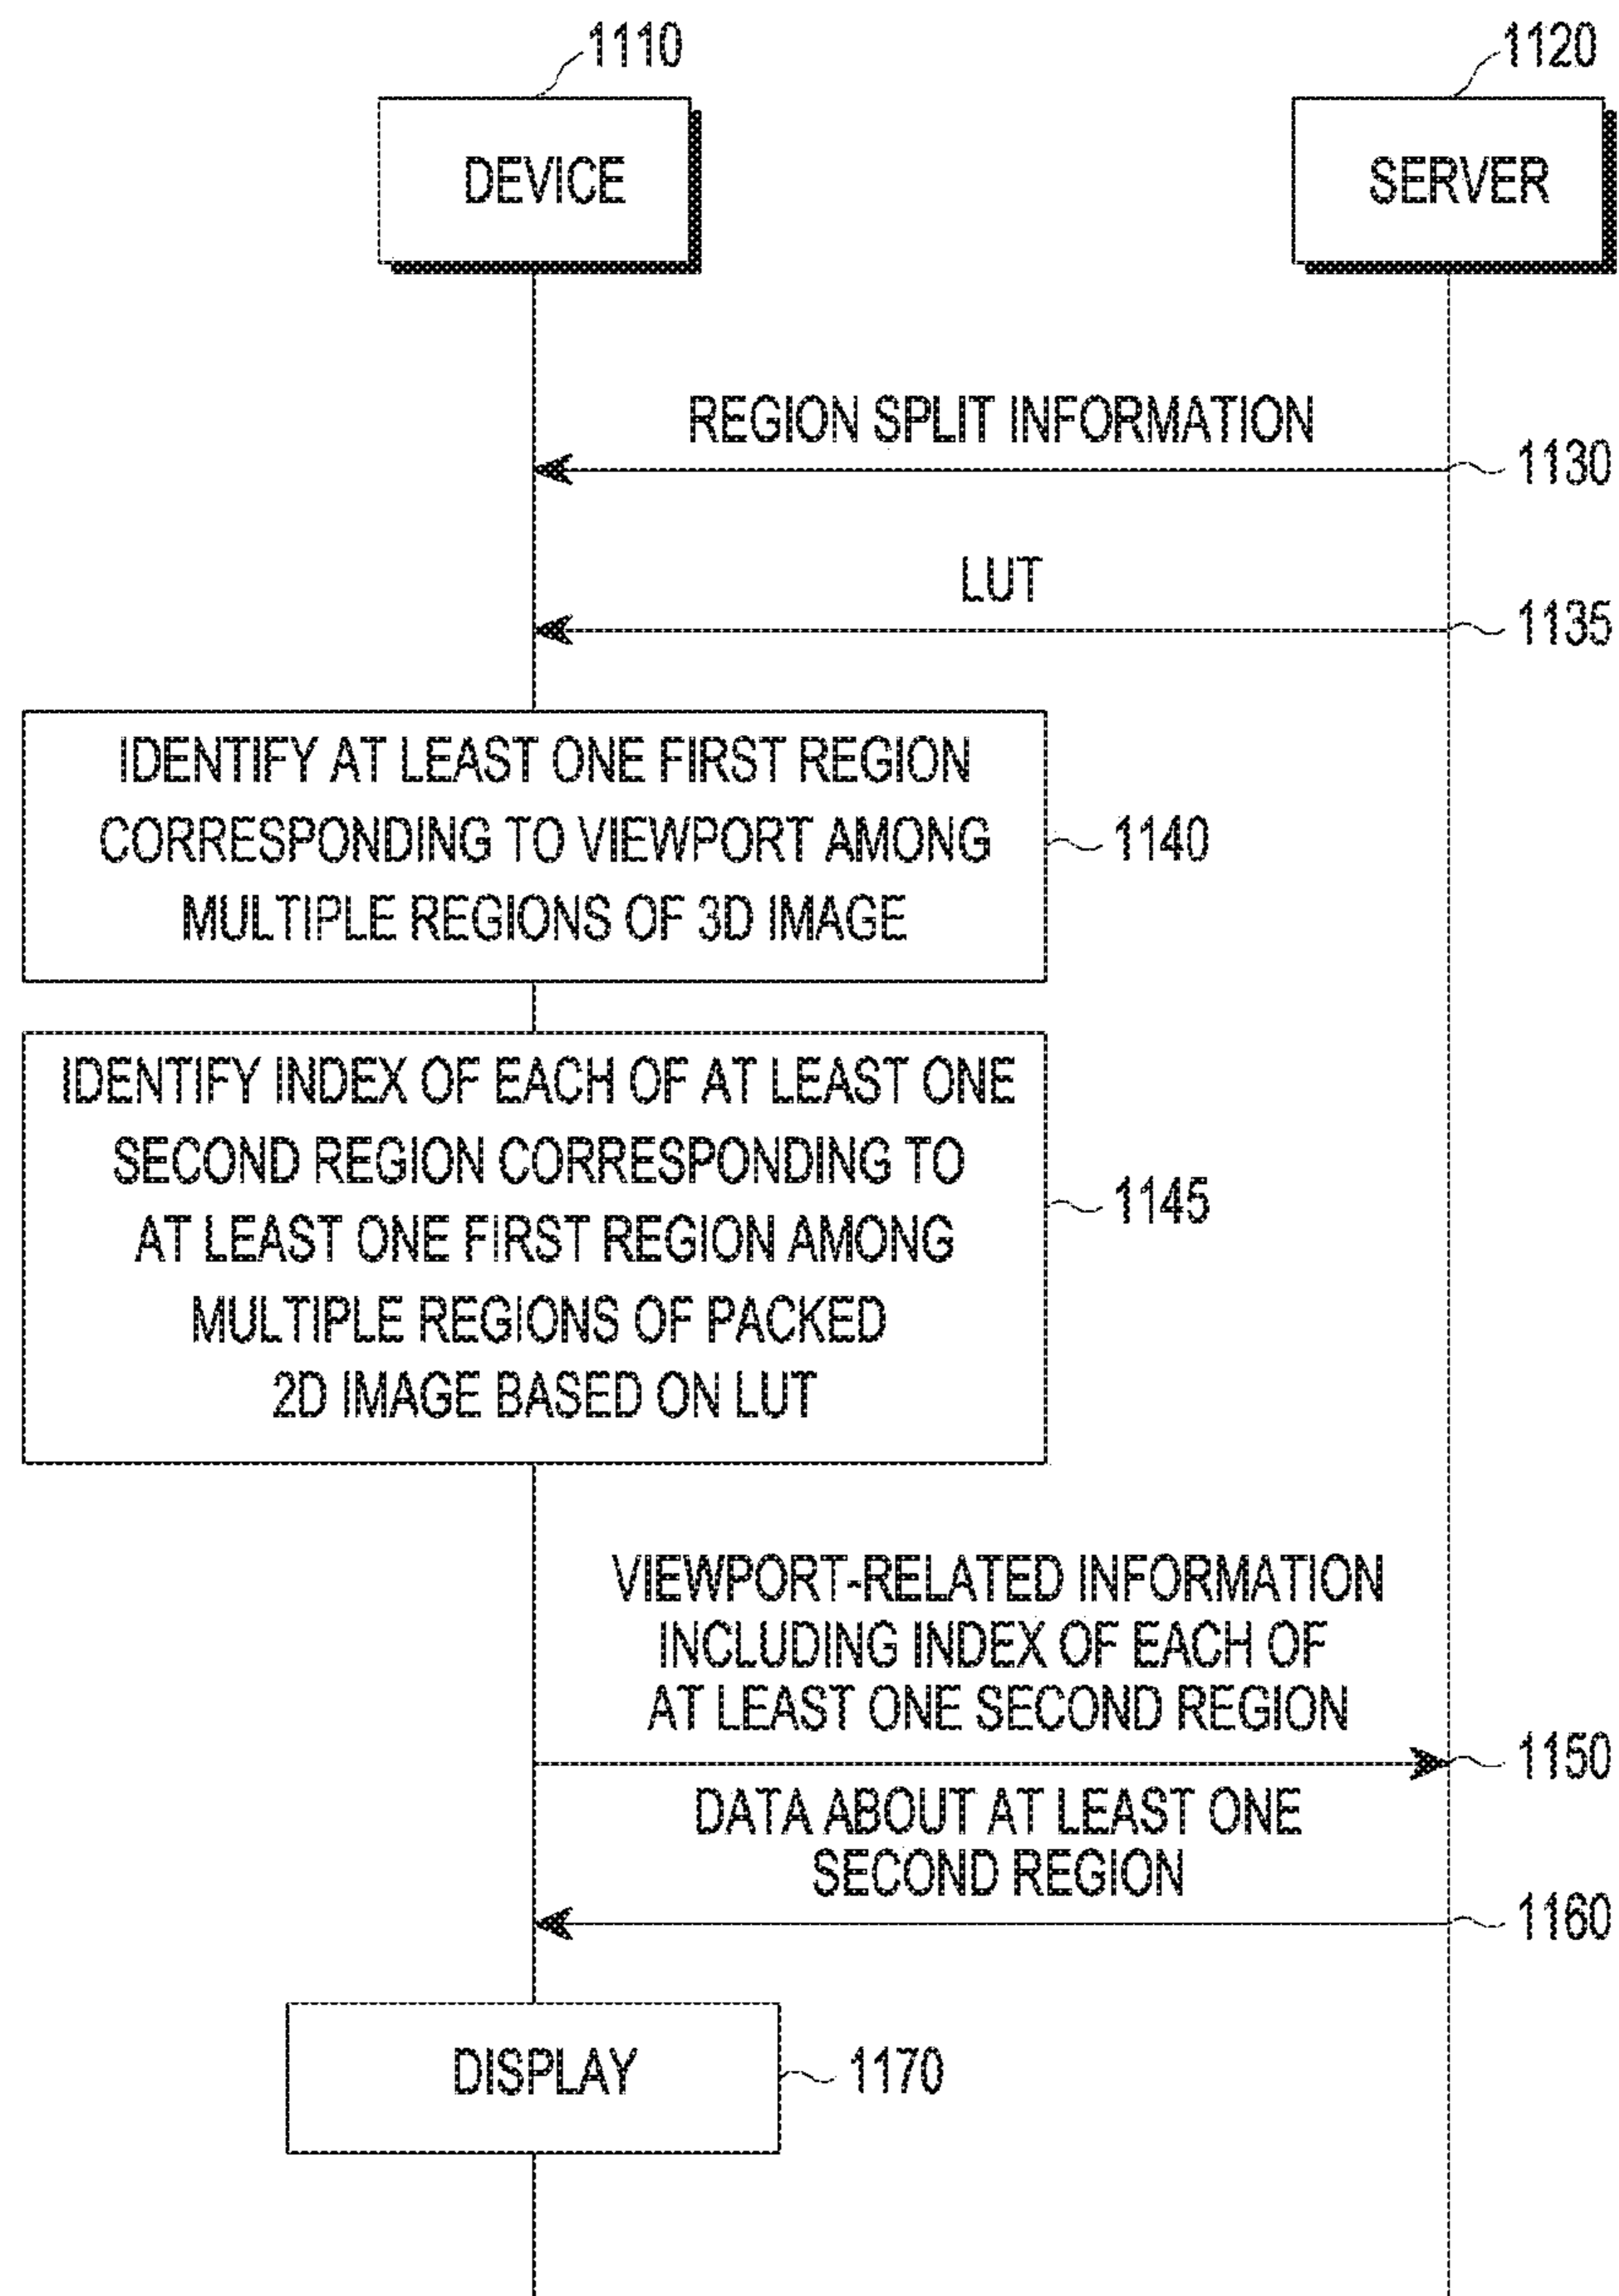 1110
1120
DEVICE
SERVER
REGION SPLIT INFORMATION
1130
LUT
1135
IDENTIFY AT LEAST ONE FIRST REGION
CORRESPONDING TO VIEWPORT AMONG
MULTIPLE REGIONS OF 3D IMAGE
1140
IDENTIFY INDEX OF EACH OF AT LEAST ONE
SECOND REGION CORRESPONDING TO
AT LEAST ONE FIRST REGION AMONG
MULTIPLE REGIONS OF PACKED
2D IMAGE BASED ON LUT
1145
VIEWPORT-RELATED INFORMATION
INCLUDING INDEX OF EACH OF
AT LEAST ONE SECOND REGION
1150
DATA ABOUT AT LEAST ONE
SECOND REGION
1160
DISPLAY
1170